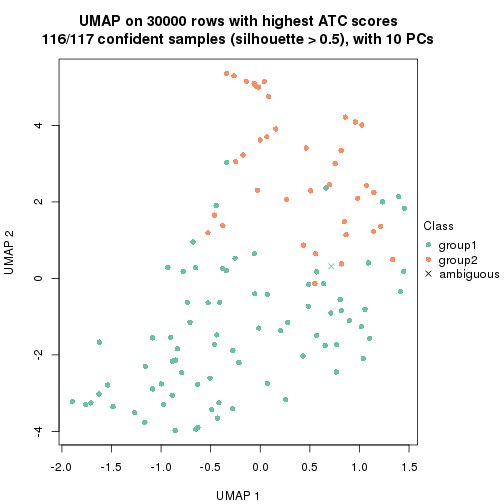 UMAP on 30000 rows with highest ATC scores
116/117 confident samples (silhouette > 0.5), with 10 PCs
UMAP 2
4
2
0
-2
-4
-2.0 -1.5 -1.0 -0.5 0.0 0.5 1.0 1.5
UMAP 1
Class
group1
group2
ambiguous